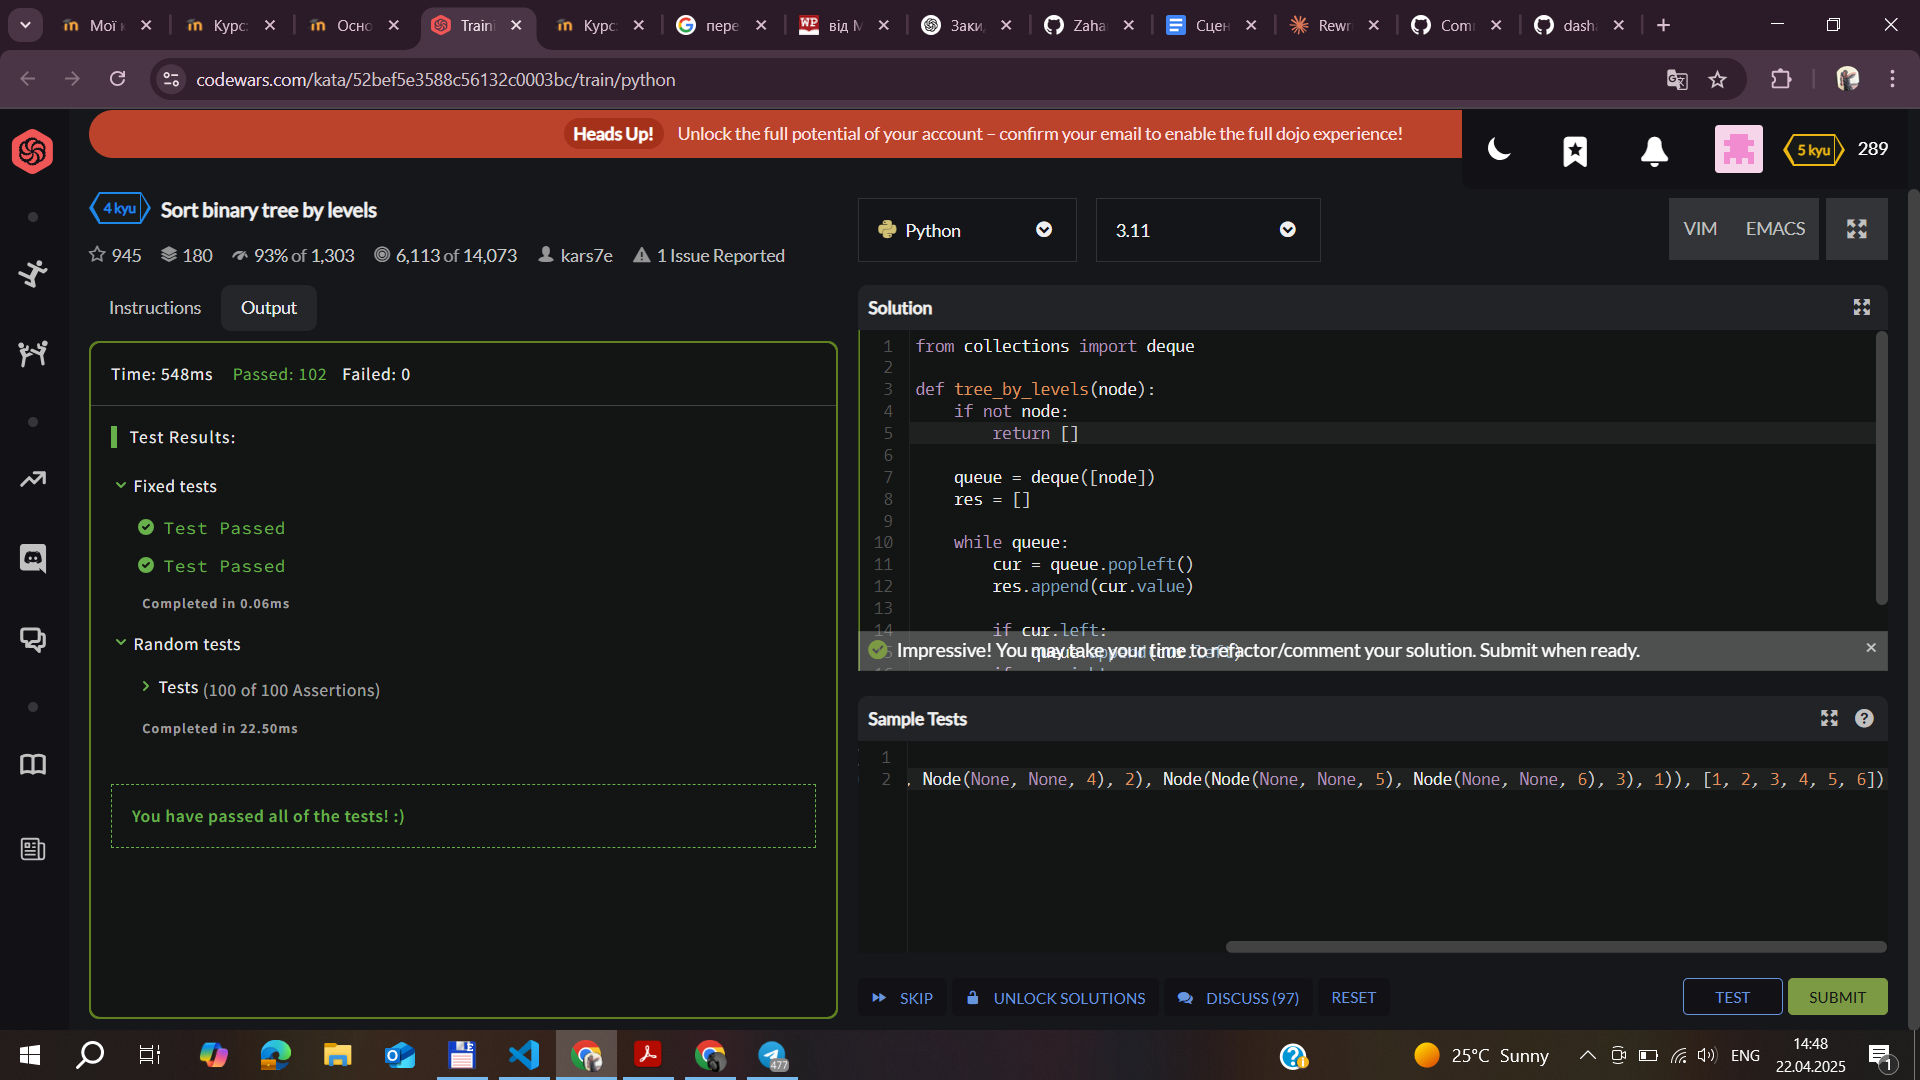 Мої к
Курс:
Осно
Traini
Курс:
пере
від М
Заки,
Zaha
Сцен
Rewr
Com
dasha
codewars.com/kata/52bef5e3588c56132c0003bc/train/python
Heads Up! Unlock the full potential of your account – confirm your email to enable the full dojo experience!
5 kyu 289
4 kyu Sort binary tree by levels
945 180 93% of 1,303 6,113 of 14,073 kars7e 1 Issue Reported
Python
3.11
VIM EMACS
Instructions Output
Time: 548ms Passed: 102 Failed: 0
Test Results:
Fixed tests
Test Passed
Test Passed
Completed in 0.06ms
Random tests
Tests (100 of 100 Assertions)
Completed in 22.50ms
You have passed all of the tests! :)
Solution
1 from collections import deque
2
3 def tree_by_levels(node):
4 if not node:
5 return []
6
7 queue = deque([node])
8 res = []
9
10 while queue:
11 cur = queue.popleft()
12 res.append(cur.value)
13
14 if cur.left:
queue.append(cur.left)
Impressive! You may take your time to refactor/comment your solution. Submit when ready.
Sample Tests
1
2 , Node(None, None, 4), 2), Node(Node(None, None, 5), Node(None, None, 6), 3), 1)), [1, 2, 3, 4, 5, 6])
SKIP UNLOCK SOLUTIONS DISCUSS (97) RESET
TEST SUBMIT
477
25°C Sunny
ENG
14:48
22.04.2025
1